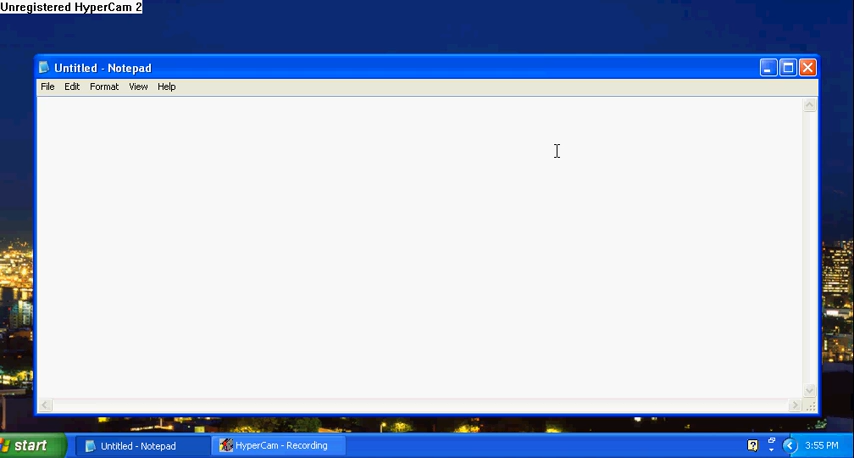 Unregistered HyperCam 2
Untitled - Notepad
File Edit Format View Help
start Untitled - Notepad HyperCam - Recording 3:55 PM